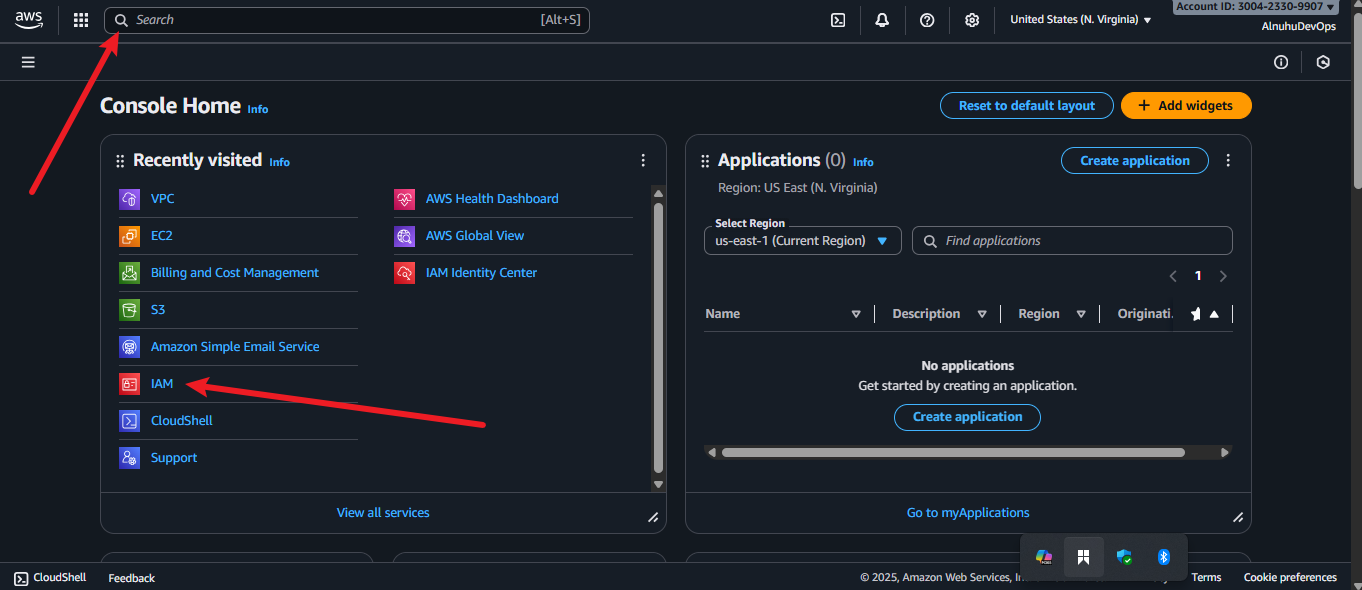 aws
Search [Alt+S]
United States (N. Virginia)
Account ID: 3004-2330-9907
AlnuhuDevOps
Console Home Info
Reset to default layout
Add widgets
Recently visited Info
VPC
EC2
Billing and Cost Management
S3
Amazon Simple Email Service
IAM
CloudShell
Support
AWS Health Dashboard
AWS Global View
IAM Identity Center
View all services
Applications (0) Info
Create application
Region: US East (N. Virginia)
Select Region
us-east-1 (Current Region)
Find applications
1
Name Description Region Originati.
No applications
Get started by creating an application.
Create application
Go to myApplications
CloudShell Feedback
© 2025, Amazon Web Services, Terms Cookie preferences